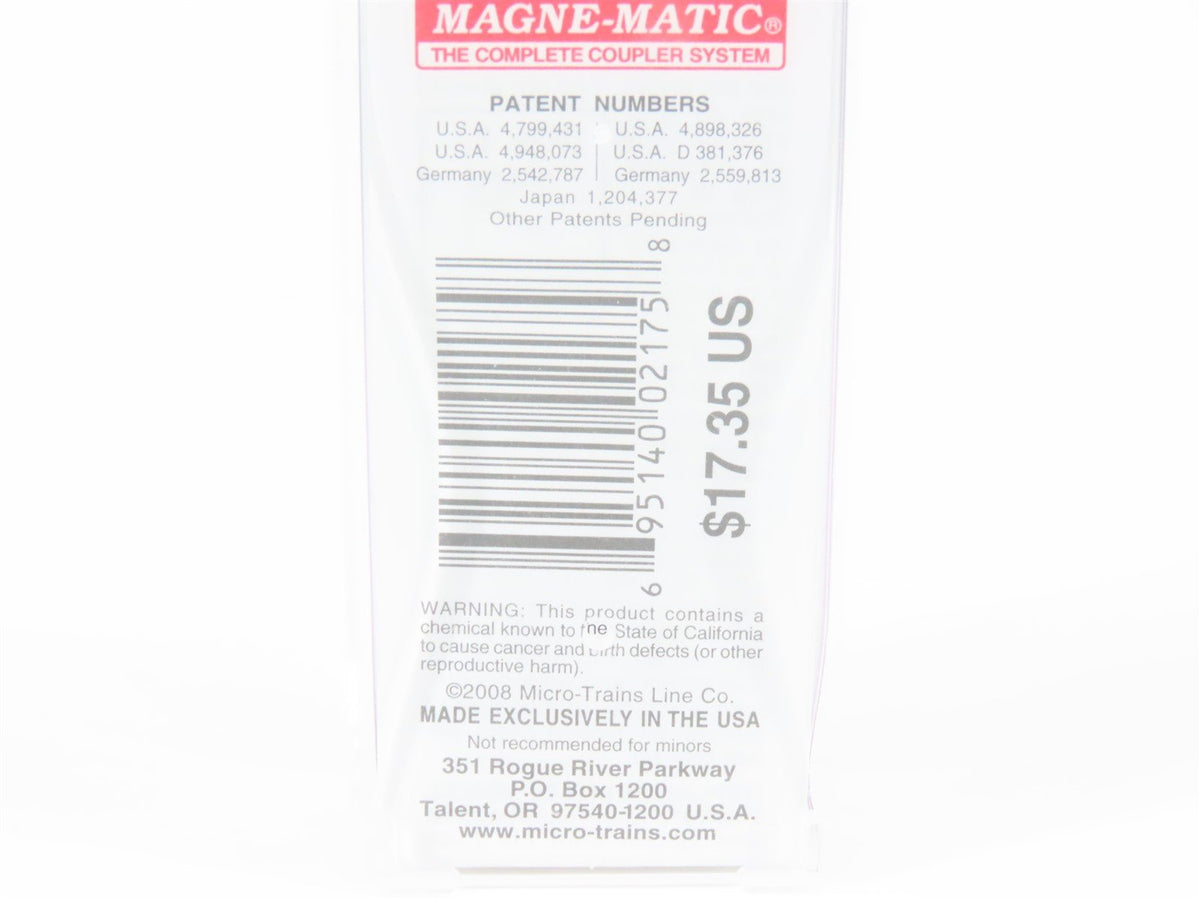 MAGNE-MATIC®
THE COMPLETE COUPLER SYSTEM
PATENT NUMBERS
U.S.A. 4,799,431 U.S.A. 4,898,326
U.S.A. 4,948,073 U.S.A. D 381,376
Germany 2,542,787 Germany 2,559,813
Japan 1,204,377
Other Patents Pending
6 95140 02175 8
$17.35 US
WARNING: This product contains a
chemical known to the State of California
to cause cancer and birth defects (or other
reproductive harm).
©2008 Micro-Trains Line Co.
MADE EXCLUSIVELY IN THE USA
Not recommended for minors
351 Rogue River Parkway
P.O. Box 1200
Talent, OR 97540-1200 U.S.A.
www.micro-trains.com